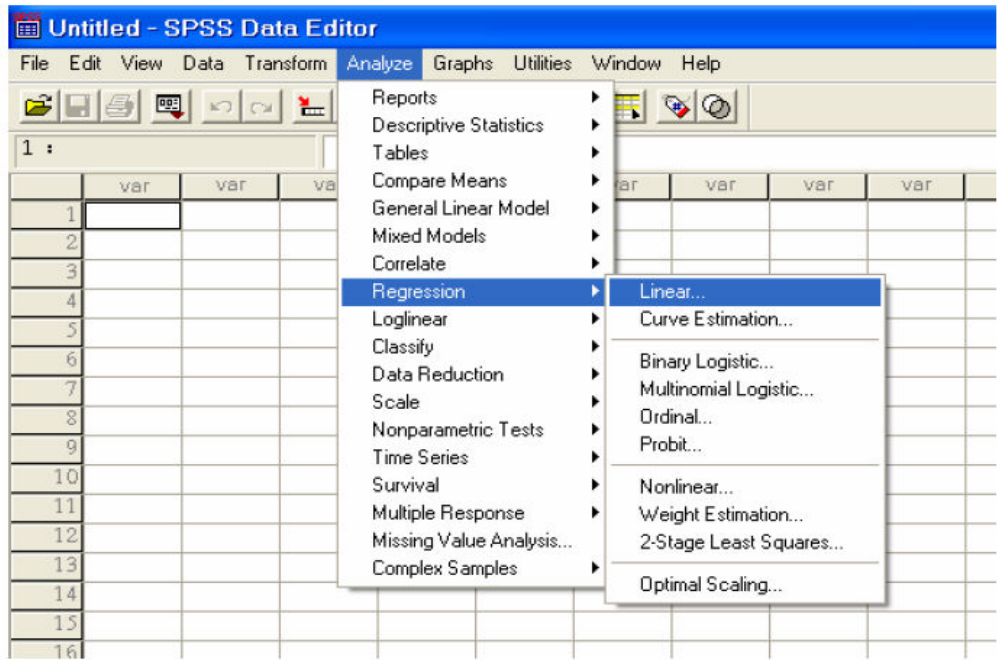 Untitled - SPSS Data Editor
File Edit View Data Transform Analyze Graphs Utilities Window Help
1 :
var var va ar var var var
1
2
3
4
5
6
7
8
9
10
11
12
13
14
15
16
Reports
Descriptive Statistics
Tables
Compare Means
General Linear Model
Mixed Models
Correlate
Regression
Loglinear
Classify
Data Reduction
Scale
Nonparametric Tests
Time Series
Survival
Multiple Response
Missing Value Analysis...
Complex Samples
Linear...
Curve Estimation...
Binary Logistic...
Multinomial Logistic...
Ordinal...
Probit...
Nonlinear...
Weight Estimation...
2-Stage Least Squares...
Optimal Scaling...